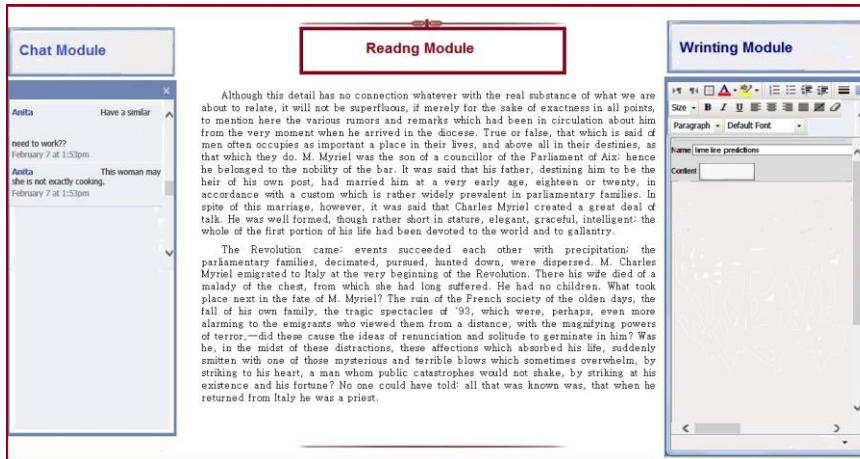 Chat Module
Anita Have a similar
need to work??
February 7 at 1:53pm
Anita This woman may
she is not exactly cooking.
February 7 at 1:53pm
Readng Module
Although this detail has no connection whatever with the real substance of what we are
about to relate, it will not be superfluous, if merely for the sake of exactness in all points,
to mention here the various rumors and remarks which had been in circulation about him
from the very moment when he arrived in the diocese. True or false, that which is said of
men often occupies as important a place in their lives, and above all in their destinies, as
that which they do. M. Myriel was the son of a councillor of the Parliament of Aix; hence
he belonged to the nobility of the bar. It was said that his father, destining him to be the
heir of his own post, had married him at a very early age, eighteen or twenty, in
accordance with a custom which is rather widely prevalent in parliamentary families. In
spite of this marriage, however, it was said that Charles Myriel created a great deal of
talk. He was well formed, though rather short in stature, elegant, graceful, intelligent; the
whole of the first portion of his life had been devoted to the world and to gallantry.
The Revolution came; events succeeded each other with precipitation; the
parliamentary families, decimated, pursued, hunted down, were dispersed. M. Charles
Myriel emigrated to Italy at the very beginning of the Revolution. There his wife died of a
malady of the chest, from which she had long suffered. He had no children. What took
place next in the fate of M. Myriel? The ruin of the French society of the olden days, the
fall of his own family, the tragic spectacles of '93, which were, perhaps, even more
alarming to the emigrants who viewed them from a distance, with the magnifying powers
of terror,—did these cause the ideas of renunciation and solitude to germinate in him? Was
he, in the midst of these distractions, these affections which absorbed his life, suddenly
smitten with one of those mysterious and terrible blows which sometimes overwhelm, by
striking to his heart, a man whom public catastrophes would not shake, by striking at his
existence and his fortune? No one could have told: all that was known was, that when he
returned from Italy he was a priest.
Wrinting Module
Size B I U
Paragraph Default Font
Name time line predictions
Content